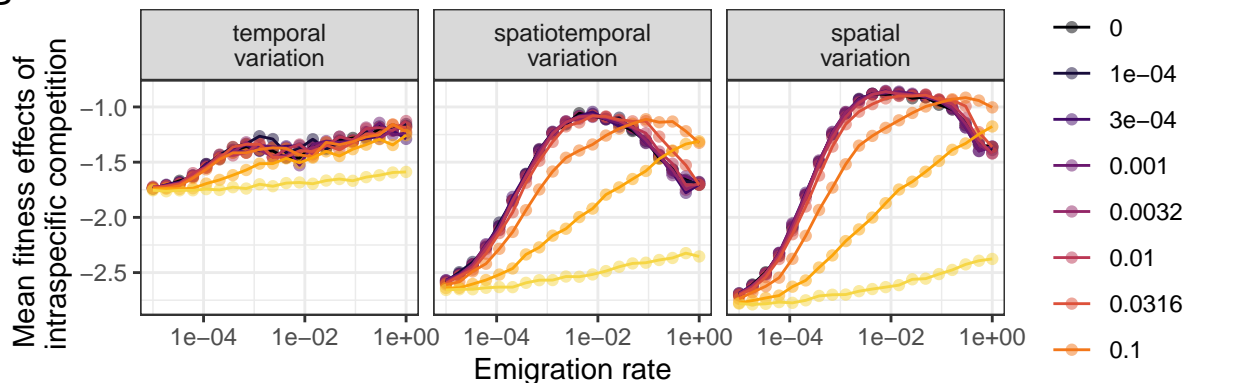 temporal
variation
spatiotemporal
variation
spatial
variation
Mean fitness effects of
intraspecific competition
−1.0
−1.5
−2.0
−2.5
1e−04 1e−02 1e+00
1e−04 1e−02 1e+00
1e−04 1e−02 1e+00
Emigration rate
0
1e−04
3e−04
0.001
0.0032
0.01
0.0316
0.1